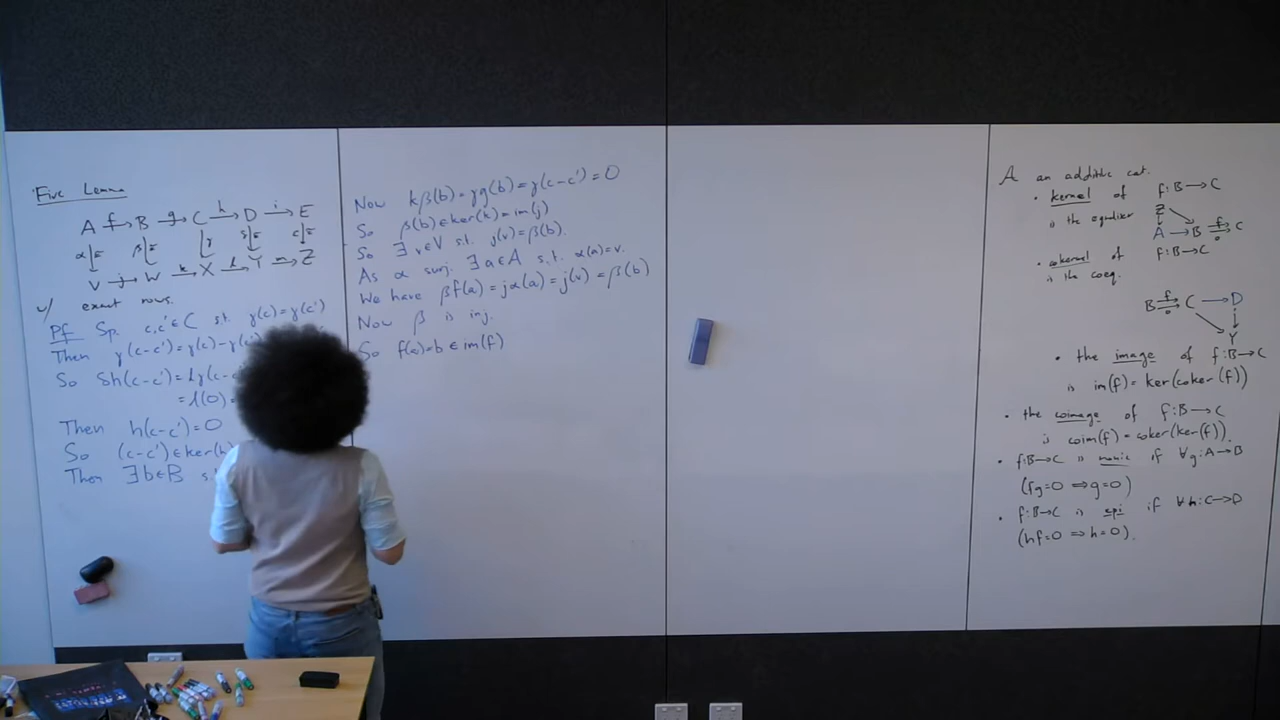 Five Lemma
A f→ B g→ C h→ D i→ E
α↓≅ β↓≅ ↓γ δ↓≅ ε↓≅
V j→ W k→ X l→ Y m→ Z
w/ exact rows.
Pf Sp. c,c'∈C s.t. γ(c)=γ(c')
Then γ(c-c')=γ(c)-γ
So δh(c-c')=lγ(c-c
=l(0)=
Then h(c-c')=0
So (c-c')∈ker(h
Then ∃b∈B s.
Now kβ(b)=γg(b)=γ(c-c')=0
So β(b)∈ker(k)=im(j)
So ∃ v∈V s.t. j(v)=β(b).
As α surj. ∃a∈A s.t. α(a)=v.
We have βf(a)=jα(a)=j(v)=β(b)
Now β is inj.
So f(a)=b∈im(f)
A an additive cat.
• kernel of f:B→C
is the equaliser
Z
A→B f⇉0 C
• cokernel of f:B→C
is the coeq.
B f⇉0 C→D
Y
• the image of f:B→C
is im(f)=ker(coker(f))
• the coimage of f:B→C
is coim(f)=coker(ker(f)).
• f:B→C is monic if ∀g:A→B
(fg=0⇒g=0)
• f:B→C is epi if ∀h:C→D
(hf=0⇒h=0).